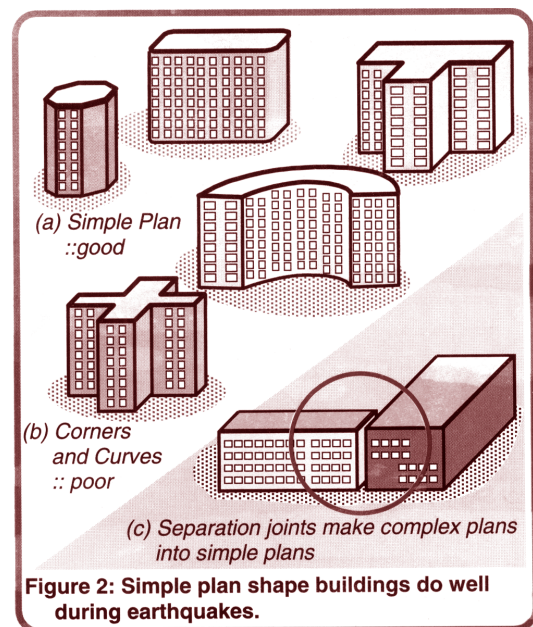 (a) Simple Plan
::good
(b) Corners
and Curves
:: poor
(c) Separation joints make complex plans
into simple plans
Figure 2: Simple plan shape buildings do well
during earthquakes.